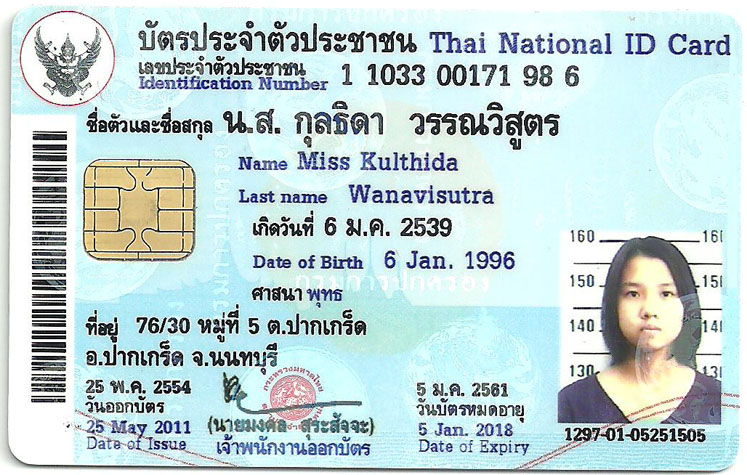 บัตรประจำตัวประชาชน Thai National ID Card
เลขประจำตัวประชาชน 1 1033 00171 98 6
Identification Number
ชื่อตัวและชื่อสกุล น.ส. กุลธิดา วรรณวิสูตร
Name Miss Kulthida
Last name Wanavisutra
เกิดวันที่ 6 ม.ค. 2539
Date of Birth 6 Jan. 1996
ศาสนา พุทธ
ที่อยู่ 76/30 หมู่ที่ 5 ต.ปากเกร็ด
อ.ปากเกร็ด จ.นนทบุรี
160 160
150 150
140 140
130 130
25 พ.ค. 2554
วันออกบัตร
25 May 2011
Date of Issue
(นายมงคล สุระสัจจะ)
เจ้าพนักงานออกบัตร
5 ม.ค. 2561
วันบัตรหมดอายุ
5 Jan. 2018
Date of Expiry
1297-01-05251505